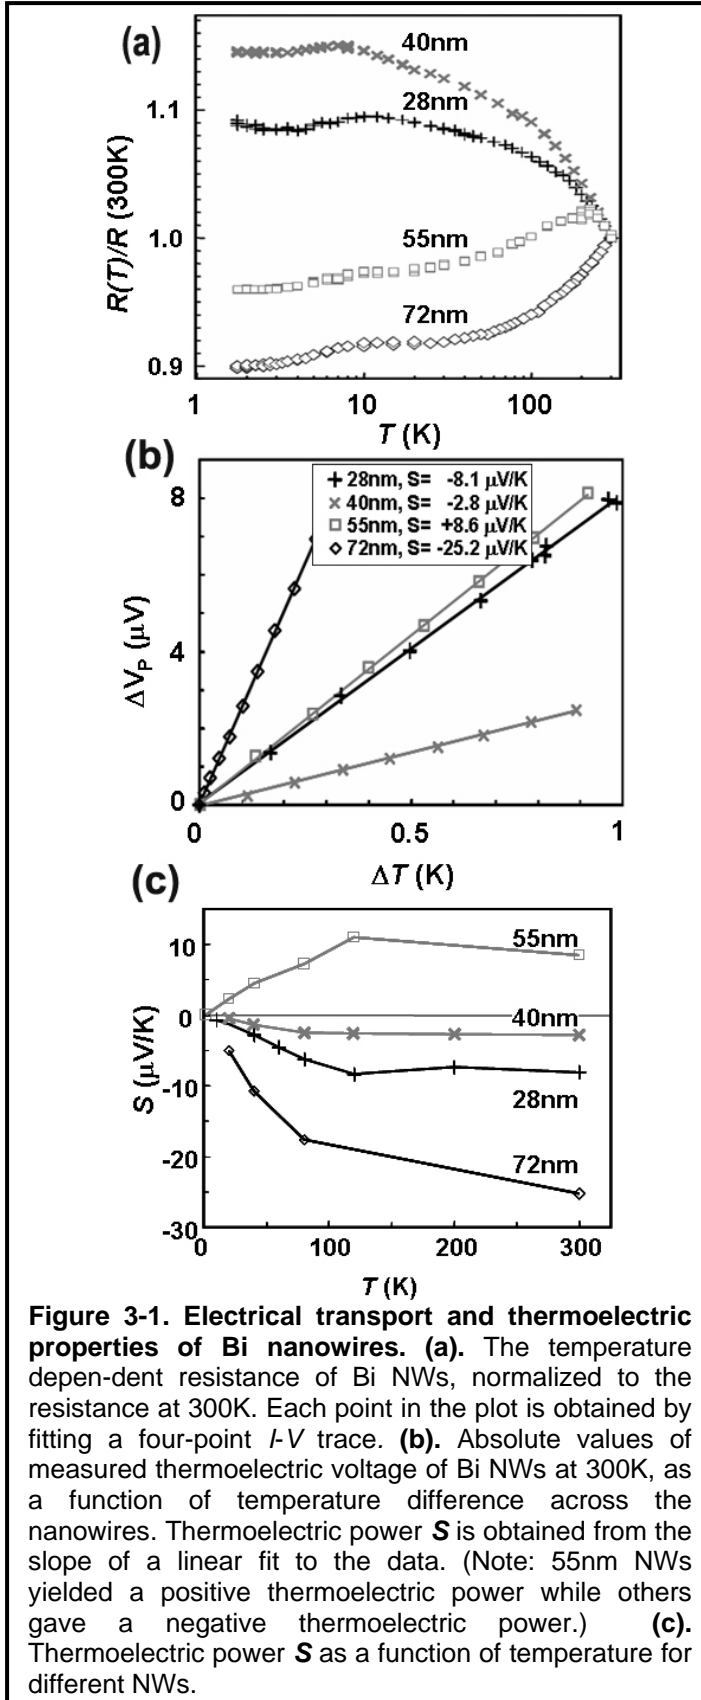 (a)
40nm
28nm
55nm
72nm
1.1
1.0
0.9
R(T)/R (300K)
1 10 100
T (K)
(b)
28nm, S= -8.1 μV/K
40nm, S= -2.8 μV/K
55nm, S= +8.6 μV/K
72nm, S= -25.2 μV/K
8
4
0
ΔVP (μV)
0 0.5 1
ΔT (K)
(c)
55nm
40nm
28nm
72nm
10
0
-10
-20
-30
S (μV/K)
0 100 200 300
T (K)
Figure 3-1. Electrical transport and thermoelectric
properties of Bi nanowires. (a). The temperature
depen-dent resistance of Bi NWs, normalized to the
resistance at 300K. Each point in the plot is obtained by
fitting a four-point I-V trace. (b). Absolute values of
measured thermoelectric voltage of Bi NWs at 300K, as
a function of temperature difference across the
nanowires. Thermoelectric power S is obtained from the
slope of a linear fit to the data. (Note: 55nm NWs
yielded a positive thermoelectric power while others
gave a negative thermoelectric power.) (c).
Thermoelectric power S as a function of temperature for
different NWs.